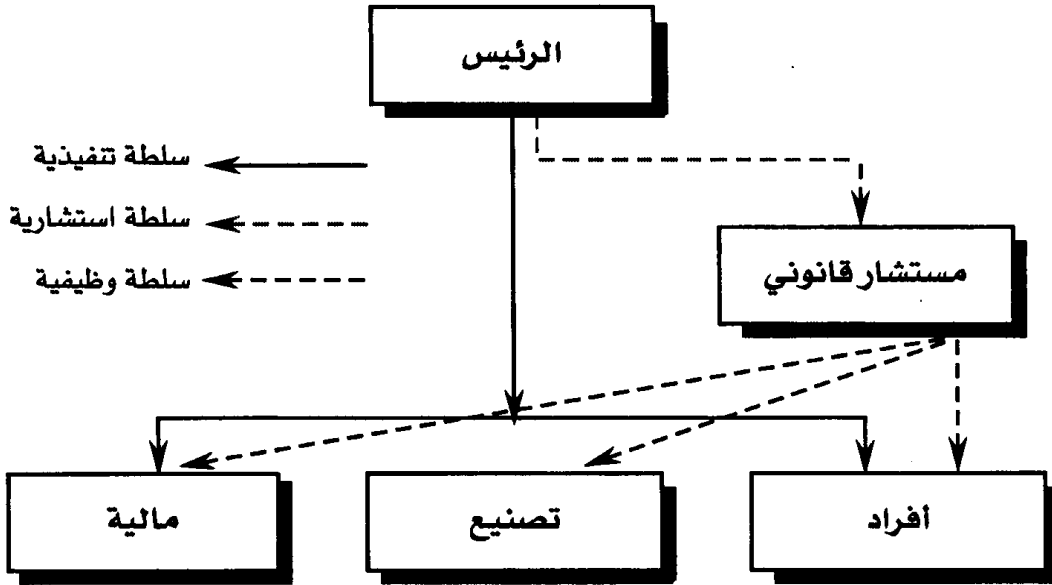 الرئيس
سلطة تنفيذية
سلطة استشارية
سلطة وظيفية
مستشار قانوني
أفراد
تصنيع
مالية